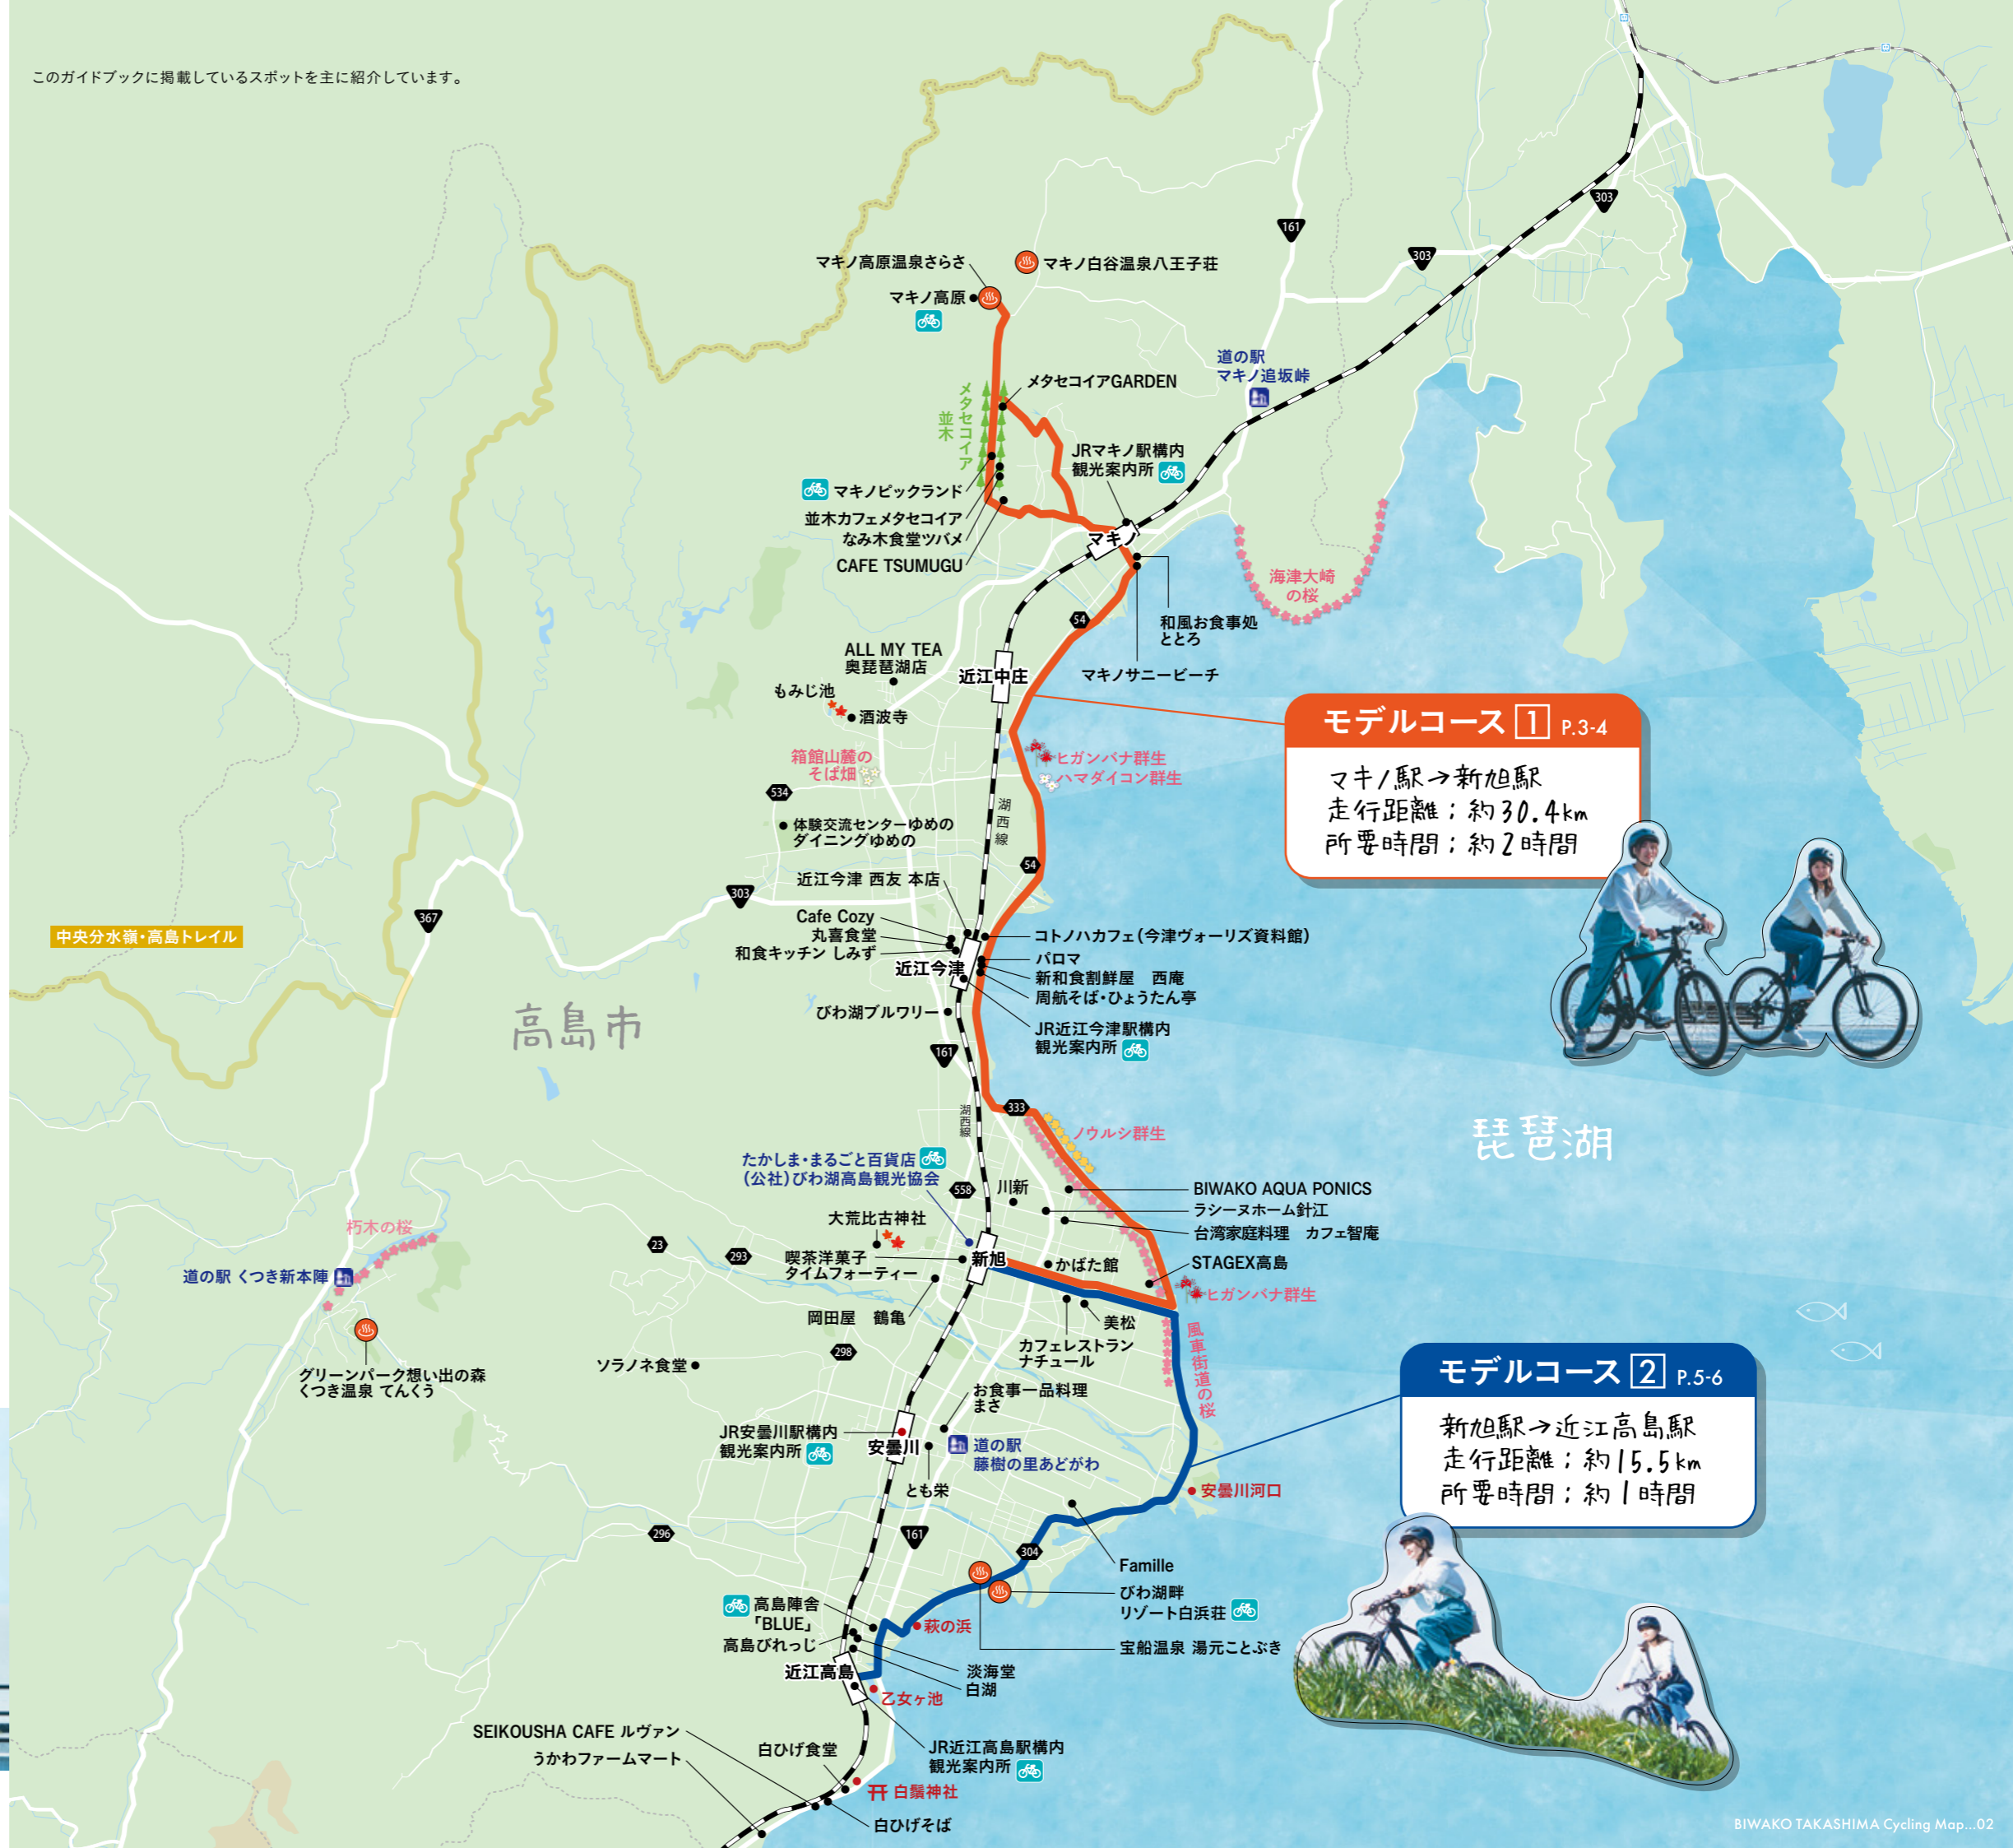 このガイドブックに掲載しているスポットを主に紹介しています。
161
303
303
マキノ高原温泉さらさ
マキノ白谷温泉八王子荘
マキノ高原
道の駅
マキノ追坂峠
メタセコイアGARDEN
メタセコイア
並木
JRマキノ駅構内
観光案内所
マキノピックランド
並木カフェメタセコイア
なみ木食堂ツバメ
CAFE TSUMUGU
マキノ
海津大崎
の桜
54
和風お食事処
ととろ
マキノサニービーチ
ALL MY TEA
奥琵琶湖店
近江中庄
もみじ池
酒波寺
モデルコース 1 P.3-4
マキノ駅→新旭駅
走行距離；約30.4km
所要時間；約2時間
箱館山麓の
そば畑
ヒガンバナ群生
ハマダイコン群生
534
湖西線
体験交流センターゆめの
ダイニングゆめの
54
近江今津 西友 本店
303
367
中央分水嶺・高島トレイル
Cafe Cozy
丸喜食堂
和食キッチン しみず
近江今津
コトノハカフェ(今津ヴォーリズ資料館)
パロマ
新和食割鮮屋　西庵
周航そば・ひょうたん亭
JR近江今津駅構内
観光案内所
びわ湖ブルワリー
高島市
161
333
湖西線
ノウルシ群生
琵琶湖
たかしま・まるごと百貨店
(公社)びわ湖高島観光協会
558
川新
BIWAKO AQUA PONICS
ラシーヌホーム針江
台湾家庭料理　カフェ智庵
大荒比古神社
朽木の桜
23
293
喫茶洋菓子
タイムフォーティー
新旭
かばた館
STAGEX高島
ヒガンバナ群生
道の駅 くつき新本陣
岡田屋　鶴亀
美松
カフェレストラン
ナチュール
風車街道の桜
298
ソラノネ食堂
グリーンパーク想い出の森
くつき温泉 てんくう
モデルコース 2 P.5-6
新旭駅→近江高島駅
走行距離；約15.5km
所要時間；約1時間
お食事一品料理
まさ
JR安曇川駅構内
観光案内所
安曇川
道の駅
藤樹の里あどがわ
とも栄
安曇川河口
296
161
304
Famille
びわ湖畔
リゾート白浜荘
宝船温泉 湯元ことぶき
高島陣舎
「BLUE」
高島びれっじ
萩の浜
近江高島
淡海堂
白湖
乙女ヶ池
SEIKOUSHA CAFE ルヴァン
うかわファームマート
白ひげ食堂
JR近江高島駅構内
観光案内所
白鬚神社
白ひげそば
BIWAKO TAKASHIMA Cycling Map...02